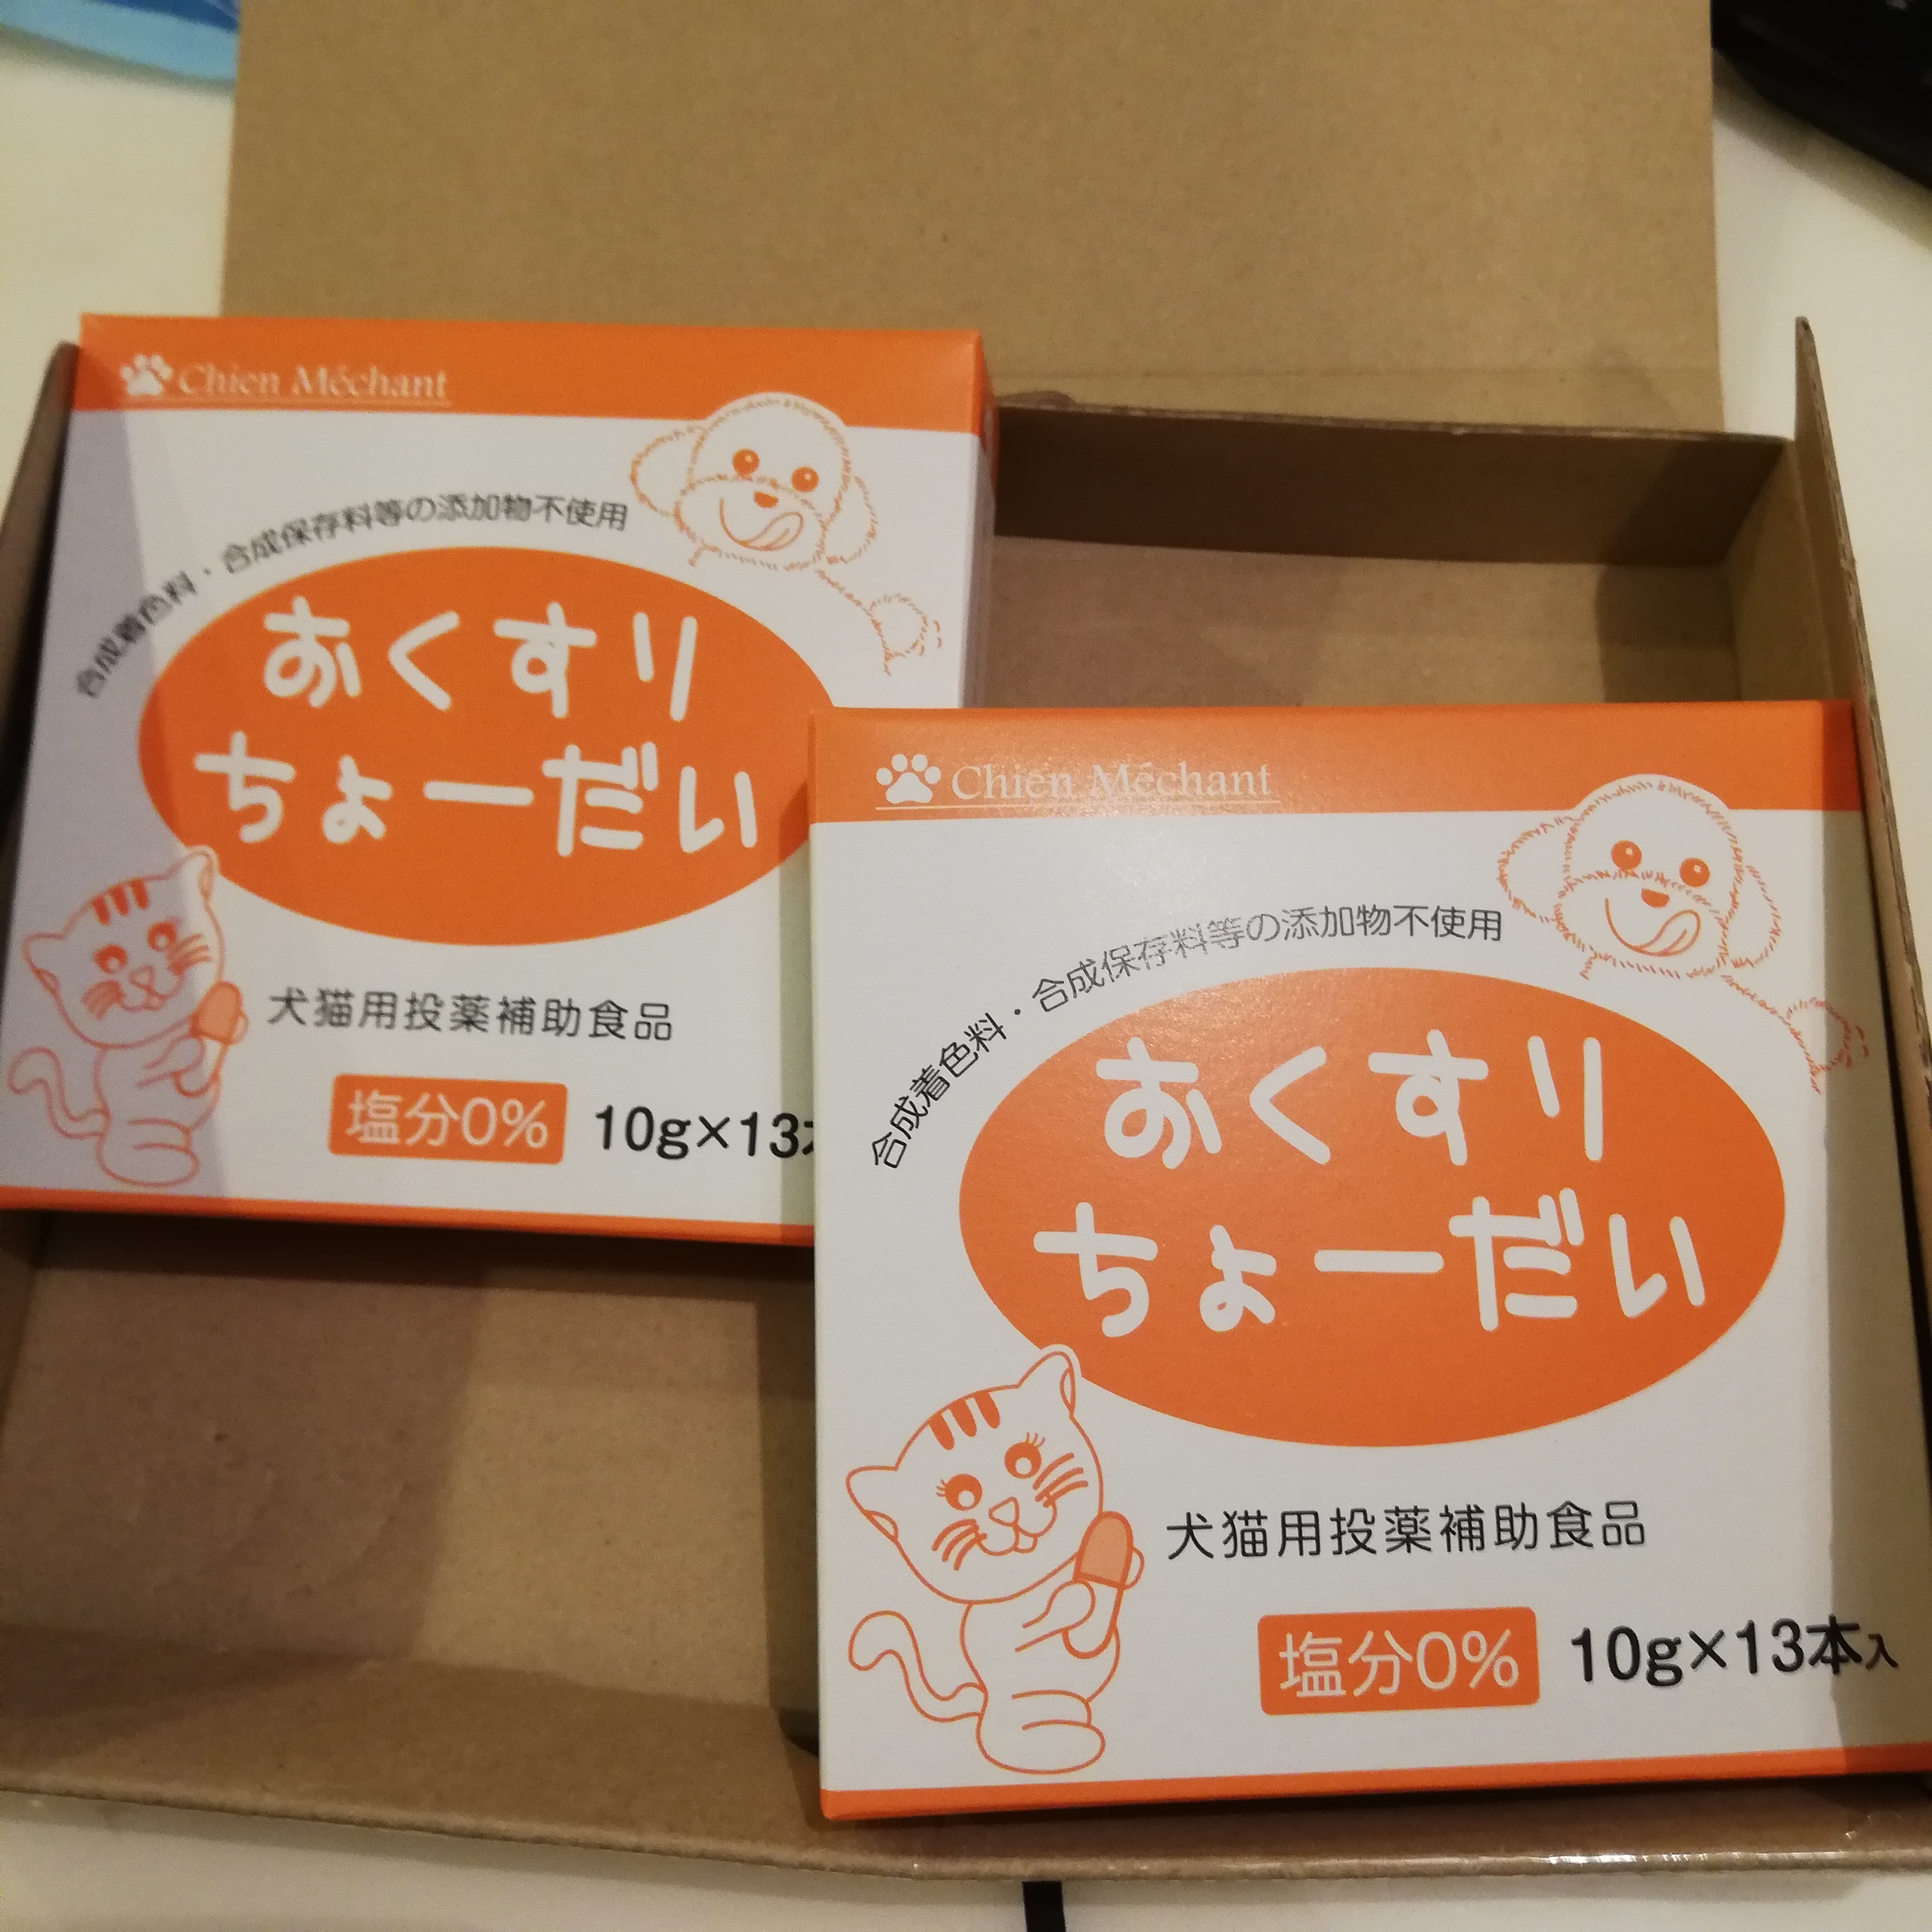 Chien Méchant
合成着色料・合成保存料等の添加物不使用
おくすり
ちょーだい
犬猫用投薬補助食品
塩分0%
10g×13
Chien Méchant
合成着色料・合成保存料等の添加物不使用
おくすり
ちょーだい
犬猫用投薬補助食品
塩分0%
10g×13本入